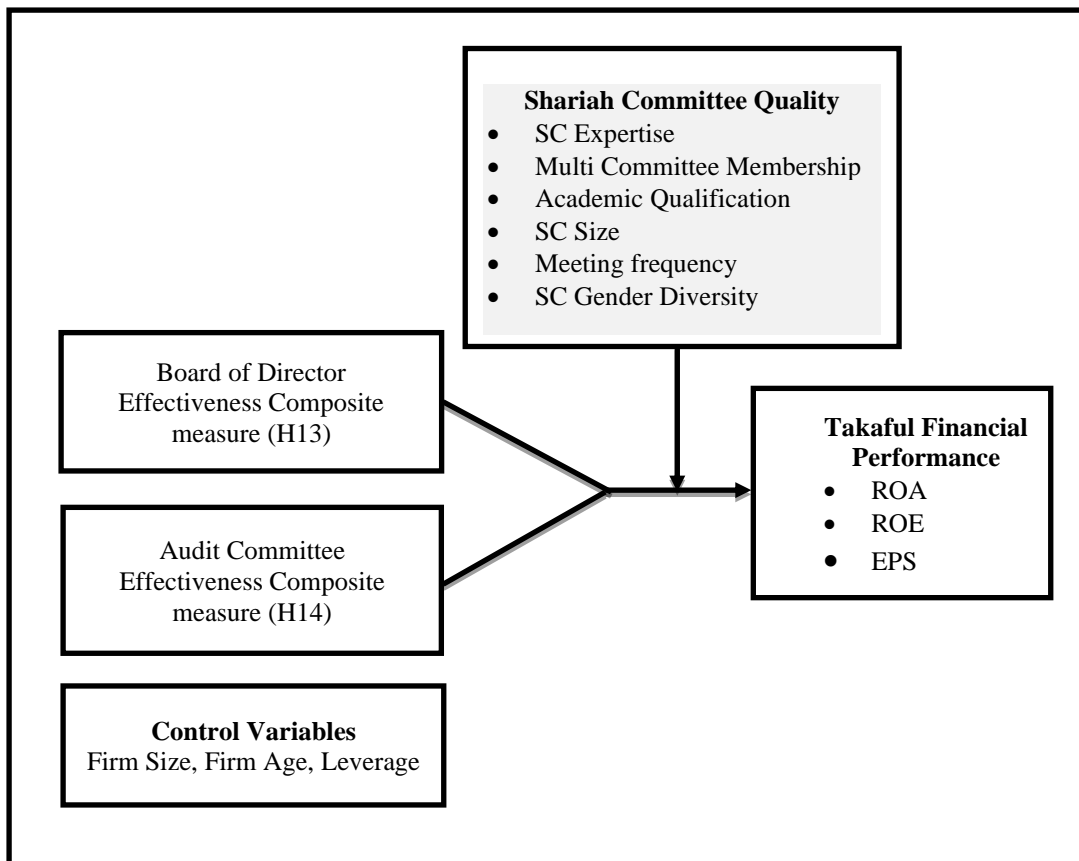 Shariah Committee Quality
• SC Expertise
• Multi Committee Membership
• Academic Qualification
• SC Size
• Meeting frequency
• SC Gender Diversity
Board of Director
Effectiveness Composite
measure (H13)
Takaful Financial
Performance
• ROA
• ROE
• EPS
Audit Committee
Effectiveness Composite
measure (H14)
Control Variables
Firm Size, Firm Age, Leverage